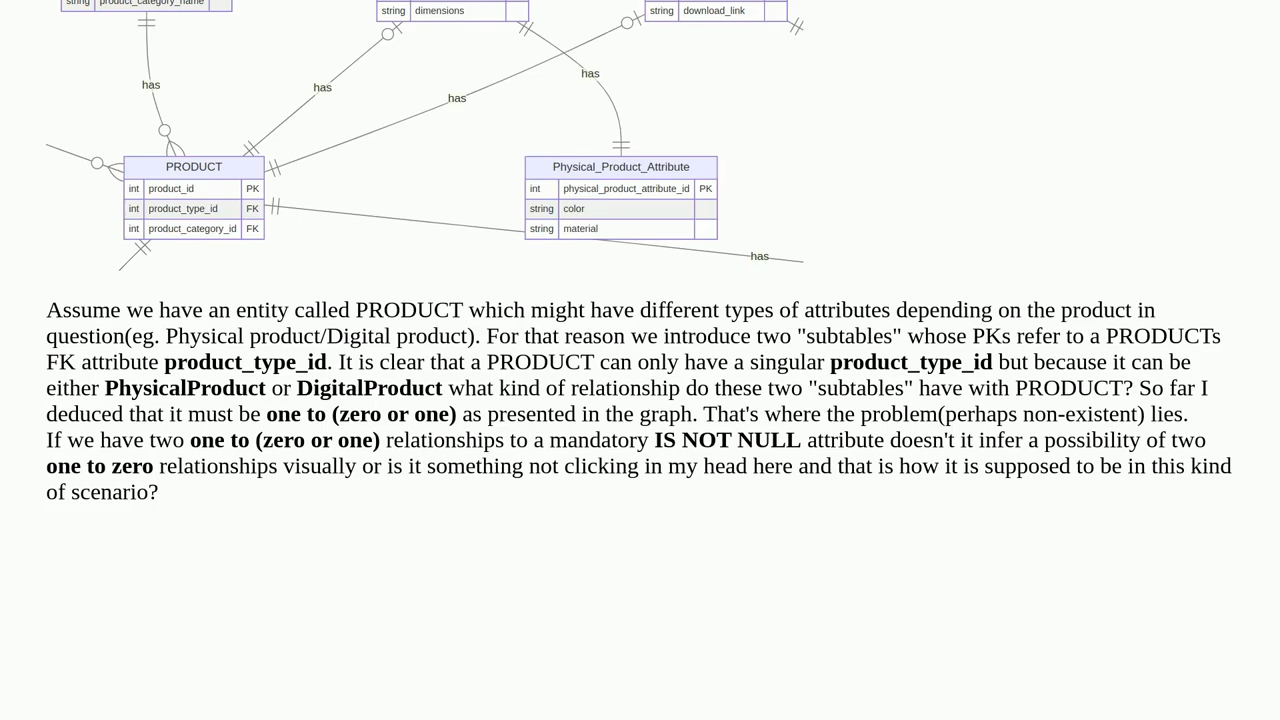 string product_category_name
string dimensions
string download_link
has
has
has
has
PRODUCT
int product_id PK
int product_type_id FK
int product_category_id FK
Physical_Product_Attribute
int physical_product_attribute_id PK
string color
string material
has
Assume we have an entity called PRODUCT which might have different types of attributes depending on the product in
question(eg. Physical product/Digital product). For that reason we introduce two "subtables" whose PKs refer to a PRODUCTs
FK attribute product_type_id. It is clear that a PRODUCT can only have a singular product_type_id but because it can be
either PhysicalProduct or DigitalProduct what kind of relationship do these two "subtables" have with PRODUCT? So far I
deduced that it must be one to (zero or one) as presented in the graph. That's where the problem(perhaps non-existent) lies.
If we have two one to (zero or one) relationships to a mandatory IS NOT NULL attribute doesn't it infer a possibility of two
one to zero relationships visually or is it something not clicking in my head here and that is how it is supposed to be in this kind
of scenario?